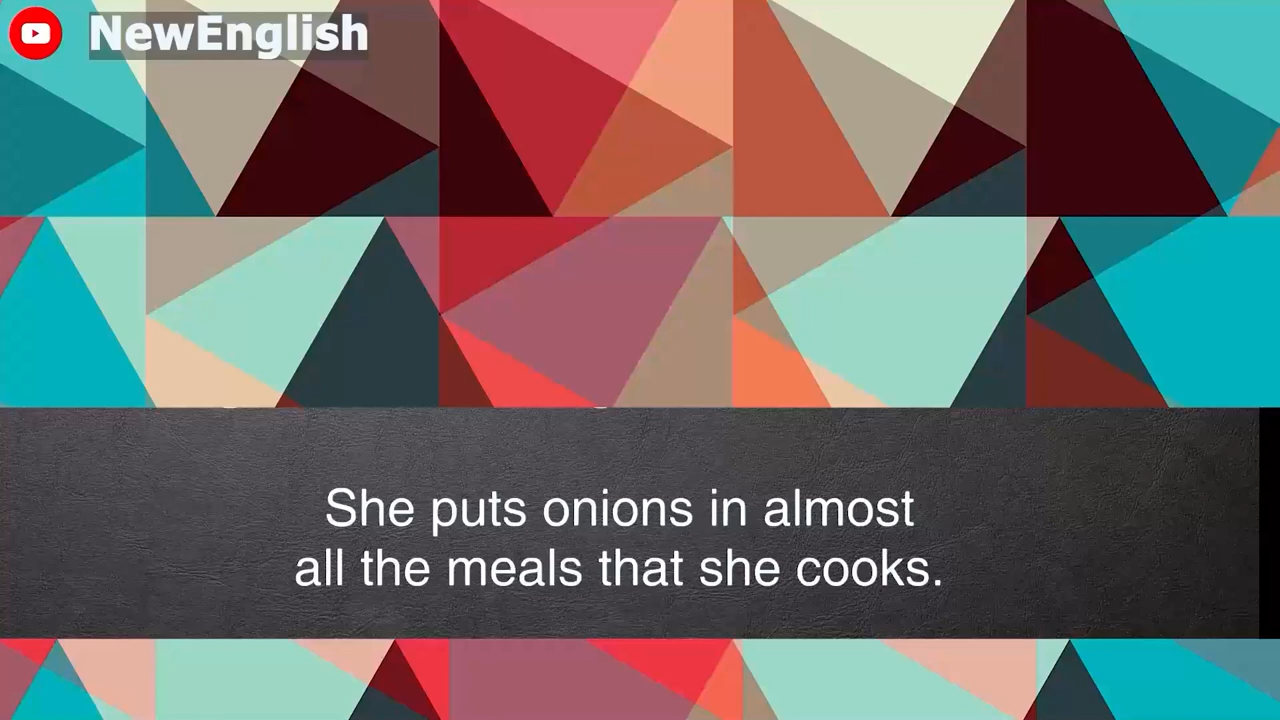 NewEnglish
She puts onions in almost
all the meals that she cooks.